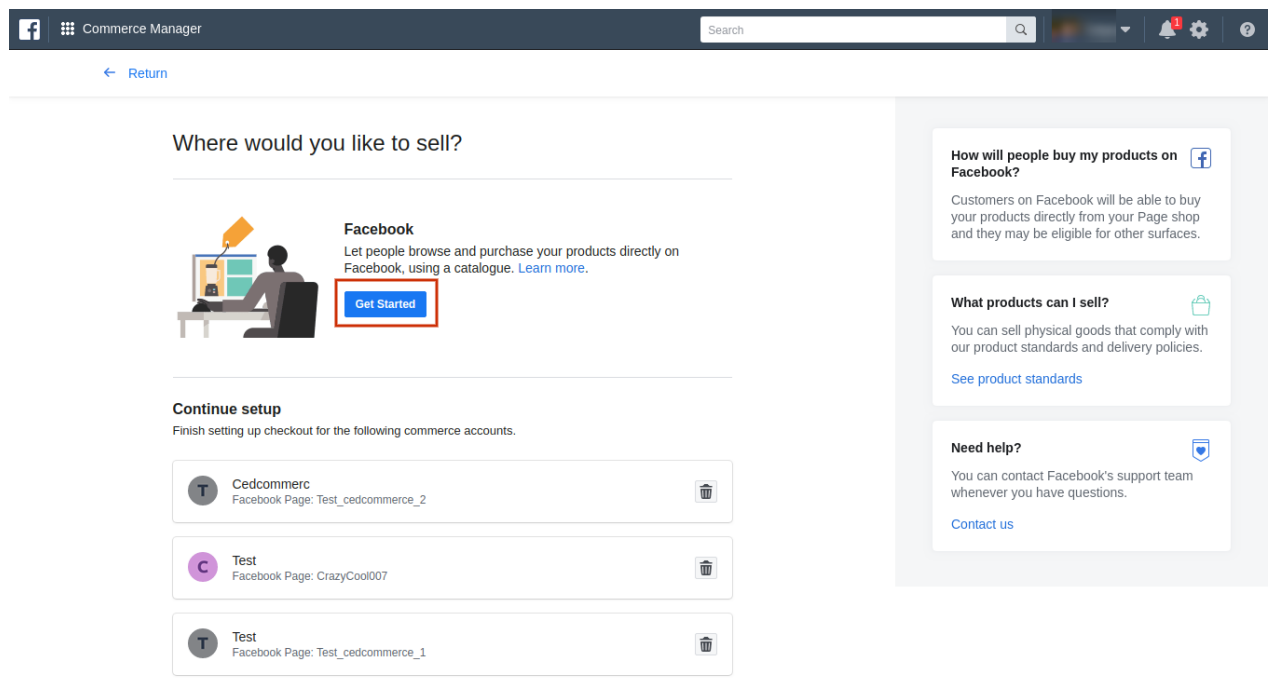 Commerce Manager
Search
1
Return
Where would you like to sell?
Facebook
Let people browse and purchase your products directly on
Facebook, using a catalogue. Learn more.
Get Started
Continue setup
Finish setting up checkout for the following commerce accounts.
T
Cedcommerc
Facebook Page: Test_cedcommerce_2
C
Test
Facebook Page: CrazyCool007
T
Test
Facebook Page: Test_cedcommerce_1
How will people buy my products on
Facebook?
Customers on Facebook will be able to buy
your products directly from your Page shop
and they may be eligible for other surfaces.
What products can I sell?
You can sell physical goods that comply with
our product standards and delivery policies.
See product standards
Need help?
You can contact Facebook's support team
whenever you have questions.
Contact us